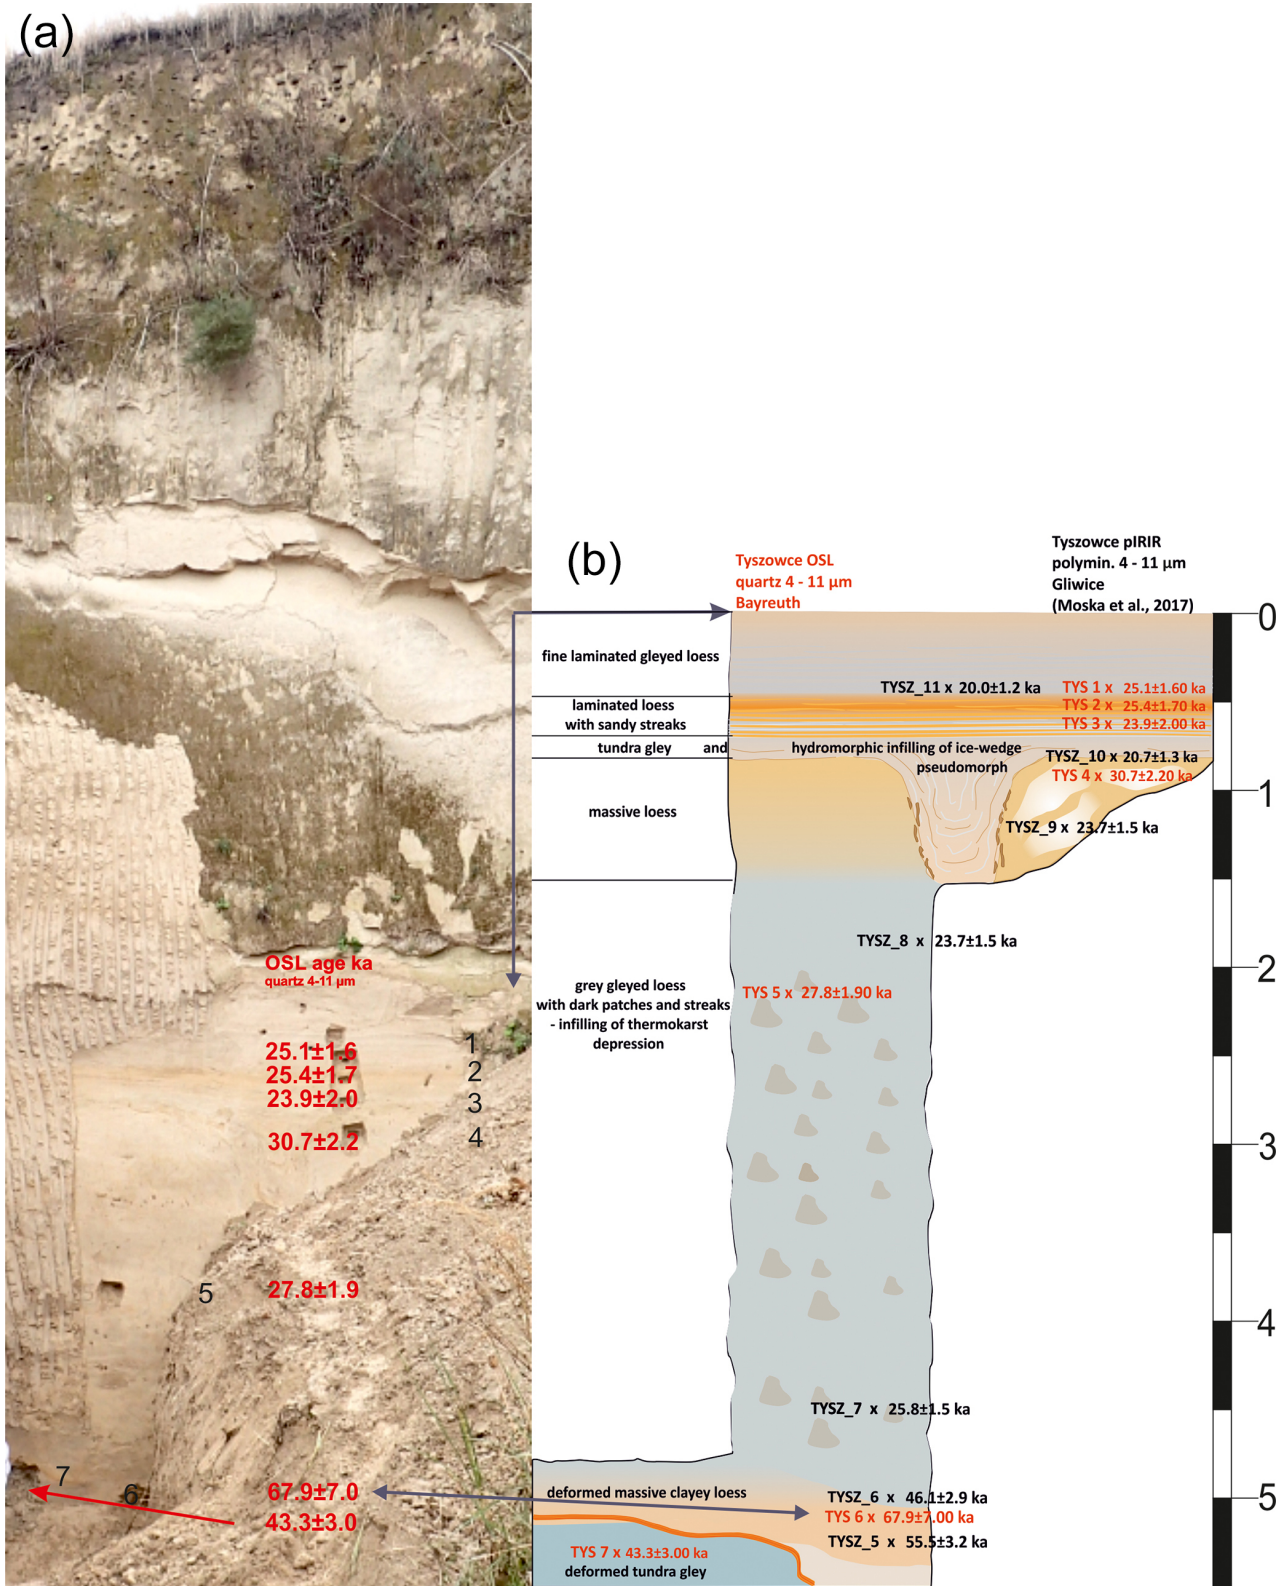 (a)
OSL age ka
quartz 4-11 µm
25.1±1.6
1
25.4±1.7
2
23.9±2.0
3
30.7±2.2
4
5
27.8±1.9
7
6
67.9±7.0
43.3±3.0
(b)
Tyszowce OSL
quartz 4 - 11 µm
Bayreuth
Tyszowce pIRIR
polymin. 4 - 11 µm
Gliwice
(Moska et al., 2017)
0
fine laminated gleyed loess
TYSZ_11 x 20.0±1.2 ka
TYS 1 x 25.1±1.60 ka
laminated loess
with sandy streaks
TYS 2 x 25.4±1.70 ka
TYS 3 x 23.9±2.00 ka
tundra gley and
hydromorphic infilling of ice-wedge
pseudomorph
TYSZ_10 x 20.7±1.3 ka
TYS 4 x 30.7±2.20 ka
1
massive loess
TYSZ_9 x 23.7±1.5 ka
TYSZ_8 x 23.7±1.5 ka
2
grey gleyed loess
with dark patches and streaks
- infilling of thermokarst
depression
TYS 5 x 27.8±1.90 ka
3
4
TYSZ_7 x 25.8±1.5 ka
deformed massive clayey loess
TYSZ_6 x 46.1±2.9 ka
5
TYS 6 x 67.9±7.00 ka
TYSZ_5 x 55.5±3.2 ka
TYS 7 x 43.3±3.00 ka
deformed tundra gley